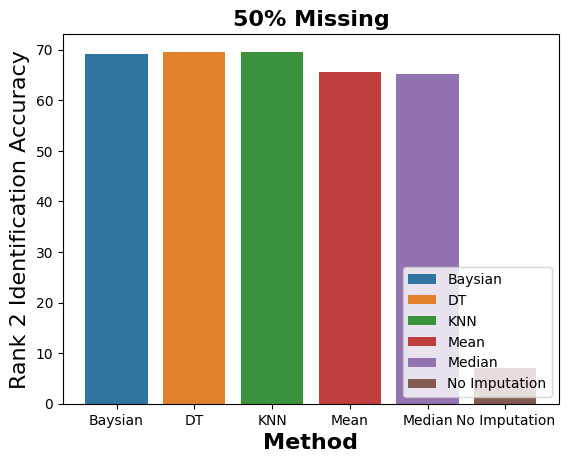 50% Missing
Rank 2 Identification Accuracy
70
60
50
40
30
20
10
0
Baysian
DT
KNN
Mean
Median
No Imputation
Baysian DT KNN Mean Median No Imputation
Method